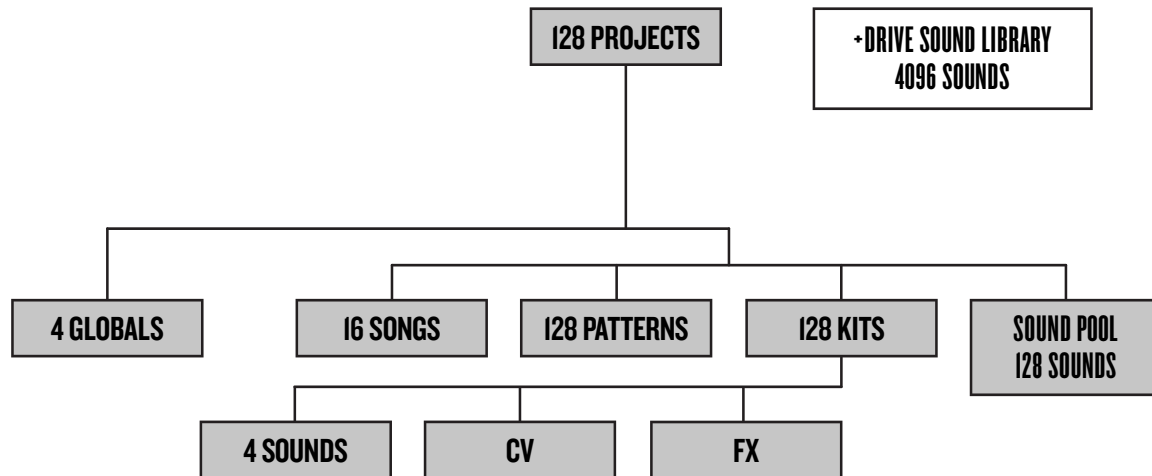 128 PROJECTS
+DRIVE SOUND LIBRARY
4096 SOUNDS
4 GLOBALS
16 SONGS
128 PATTERNS
128 KITS
SOUND POOL
128 SOUNDS
4 SOUNDS
CV
FX